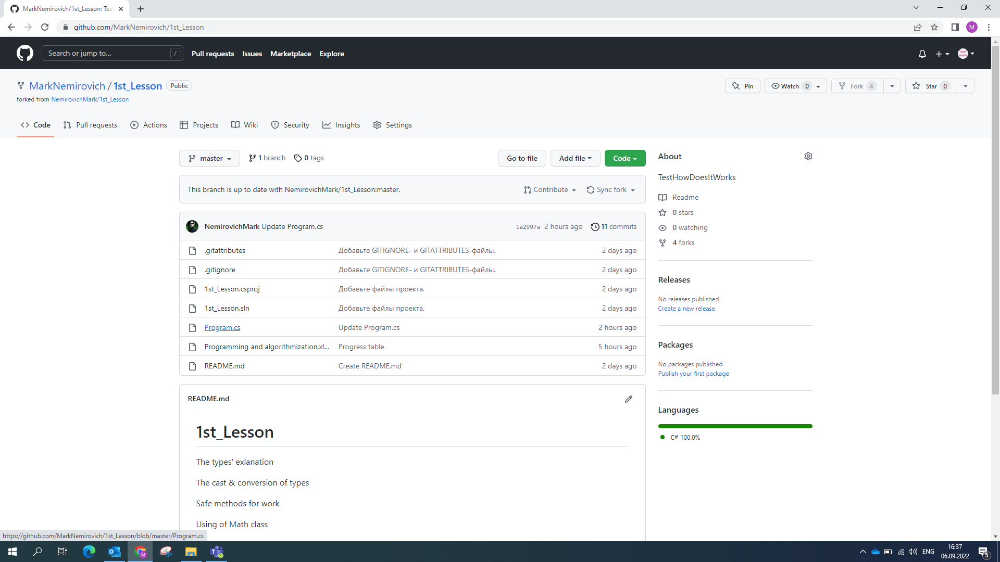 MarkNemirovich/1st_Lesson: Tes
github.com/MarkNemirovich/1st_Lesson
M
Search or jump to...
/
Pull requests
Issues
Marketplace
Explore
MarkNemirovich / 1st_Lesson
Public
forked from NemirovichMark/1st_Lesson
Pin
Watch 0
Fork 4
Star 0
Code
Pull requests
Actions
Projects
Wiki
Security
Insights
Settings
master
1 branch
0 tags
Go to file
Add file
Code
This branch is up to date with NemirovichMark/1st_Lesson:master.
Contribute
Sync fork
NemirovichMark Update Program.cs
1a2997a 2 hours ago
11 commits
.gitattributes Добавьте GITIGNORE- и GITATTRIBUTES-файлы. 2 days ago
.gitignore Добавьте GITIGNORE- и GITATTRIBUTES-файлы. 2 days ago
1st_Lesson.csproj Добавьте файлы проекта. 2 days ago
1st_Lesson.sln Добавьте файлы проекта. 2 days ago
Program.cs Update Program.cs 2 hours ago
Programming and algorithmization.xl... Progress table 5 hours ago
README.md Create README.md 2 days ago
README.md
1st_Lesson
The types' exlanation
The cast & conversion of types
Safe methods for work
Using of Math class
About
TestHowDoesItWorks
Readme
0 stars
0 watching
4 forks
Releases
No releases published
Create a new release
Packages
No packages published
Publish your first package
Languages
C# 100.0%
https://github.com/MarkNemirovich/1st_Lesson/blob/master/Program.cs
M
ENG
16:37
06.09.2022
5